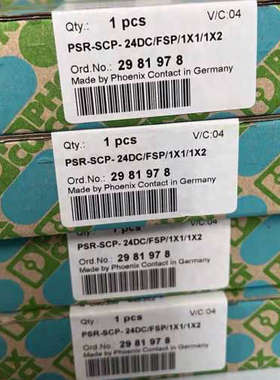 Qty.: 1 pcs V/C:04
PSR-SCP- 24DC/FSP/1X1/1X2
Ord.No.: 29 81 97 8
Made by Phoenix Contact in Germany
Qty.: 1 pcs V/C:04
PSR-SCP- 24DC/FSP/1X1/1X2
Ord.No.: 29 81 97 8
Made by Phoenix Contact in Germany
Qty.: 1 pcs V/C:04
PSR-SCP- 24DC/FSP/1X1/1X2
Ord.No.: 29 81 97 8
Made by Phoenix Contact in Germany
Qty 1 pcs V/C:04
PSR-SCP- 24DC/FSP/1X1/1X2